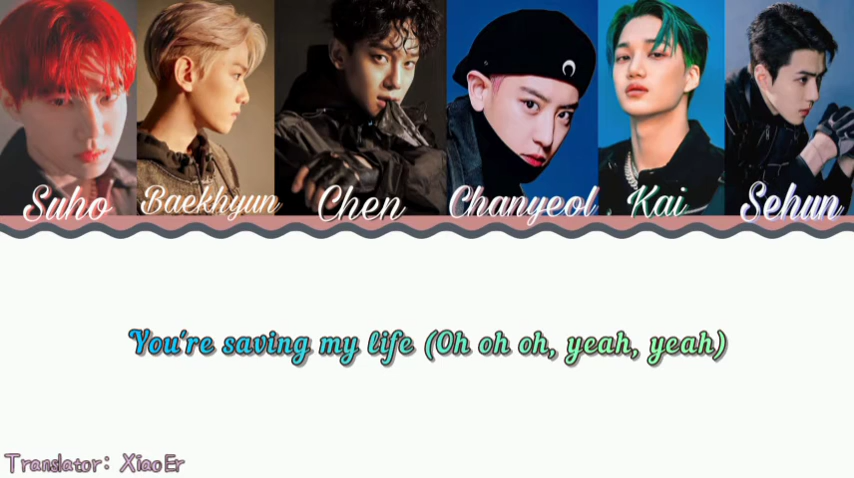 Suho Baekhyun Chen Chanyeol Kai Sehun
You're saving my life (Oh oh oh, yeah, yeah)
Translator: XiaoEr